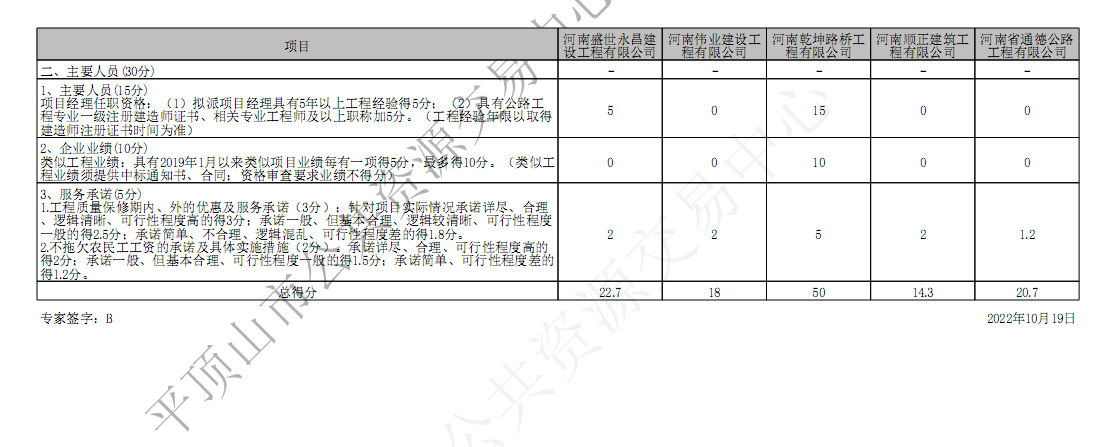 项目
河南盛世永昌建
设工程有限公司
河南伟业建设工
程有限公司
河南乾坤路桥工
程有限公司
河南顺正建筑工
程有限公司
河南省通德公路
工程有限公司
二、主要人员(30分)
- - - - -
1、主要人员(15分)
项目经理任职资格：（1）拟派项目经理具有5年以上工程经验得5分；（2）具有公路工
程专业一级注册建造师证书、相关专业工程师及以上职称加5分。（工程经验年限以取得
建造师注册证书时间为准）
5 0 15 0 0
2、企业业绩(10分)
类似工程业绩：具有2019年1月以来类似项目业绩每有一项得5分，最多得10分。（类似工
程业绩须提供中标通知书、合同；资格审查要求业绩不得分）
0 0 10 0 0
3、服务承诺(5分)
1.工程质量保修期内、外的优惠及服务承诺（3分）；针对项目实际情况承诺详尽、合理
、逻辑清晰、可行性程度高的得3分；承诺一般、但基本合理、逻辑较清晰、可行性程度
一般的得2.5分；承诺简单、不合理、逻辑混乱、可行性程度差的得1.8分。
2.不拖欠农民工工资的承诺及具体实施措施（2分）。承诺详尽、合理、可行性程度高的
得2分；承诺一般、但基本合理、可行性程度一般的得1.5分；承诺简单、可行性程度差的
得1.2分。
2 2 5 2 1.2
总得分 22.7 18 50 14.3 20.7
专家签字：B
2022年10月19日
平顶山市公共资源交易中心
公共资源交易中心